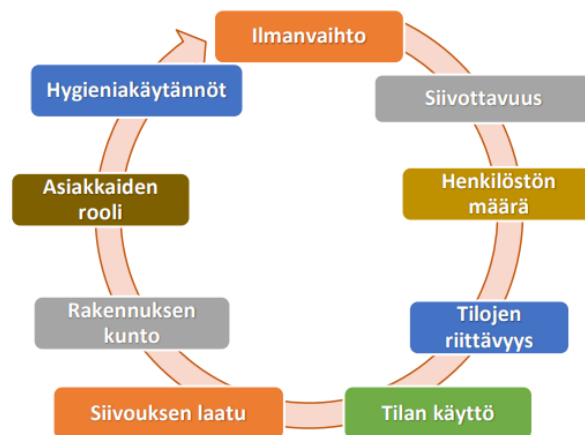 Ilmanvaihto
Siivottavuus
Henkilöstön
määrä
Tilojen
riittävyys
Tilan käyttö
Siivouksen laatu
Rakennuksen
kunto
Asiakkaiden
rooli
Hygieniakäytännöt